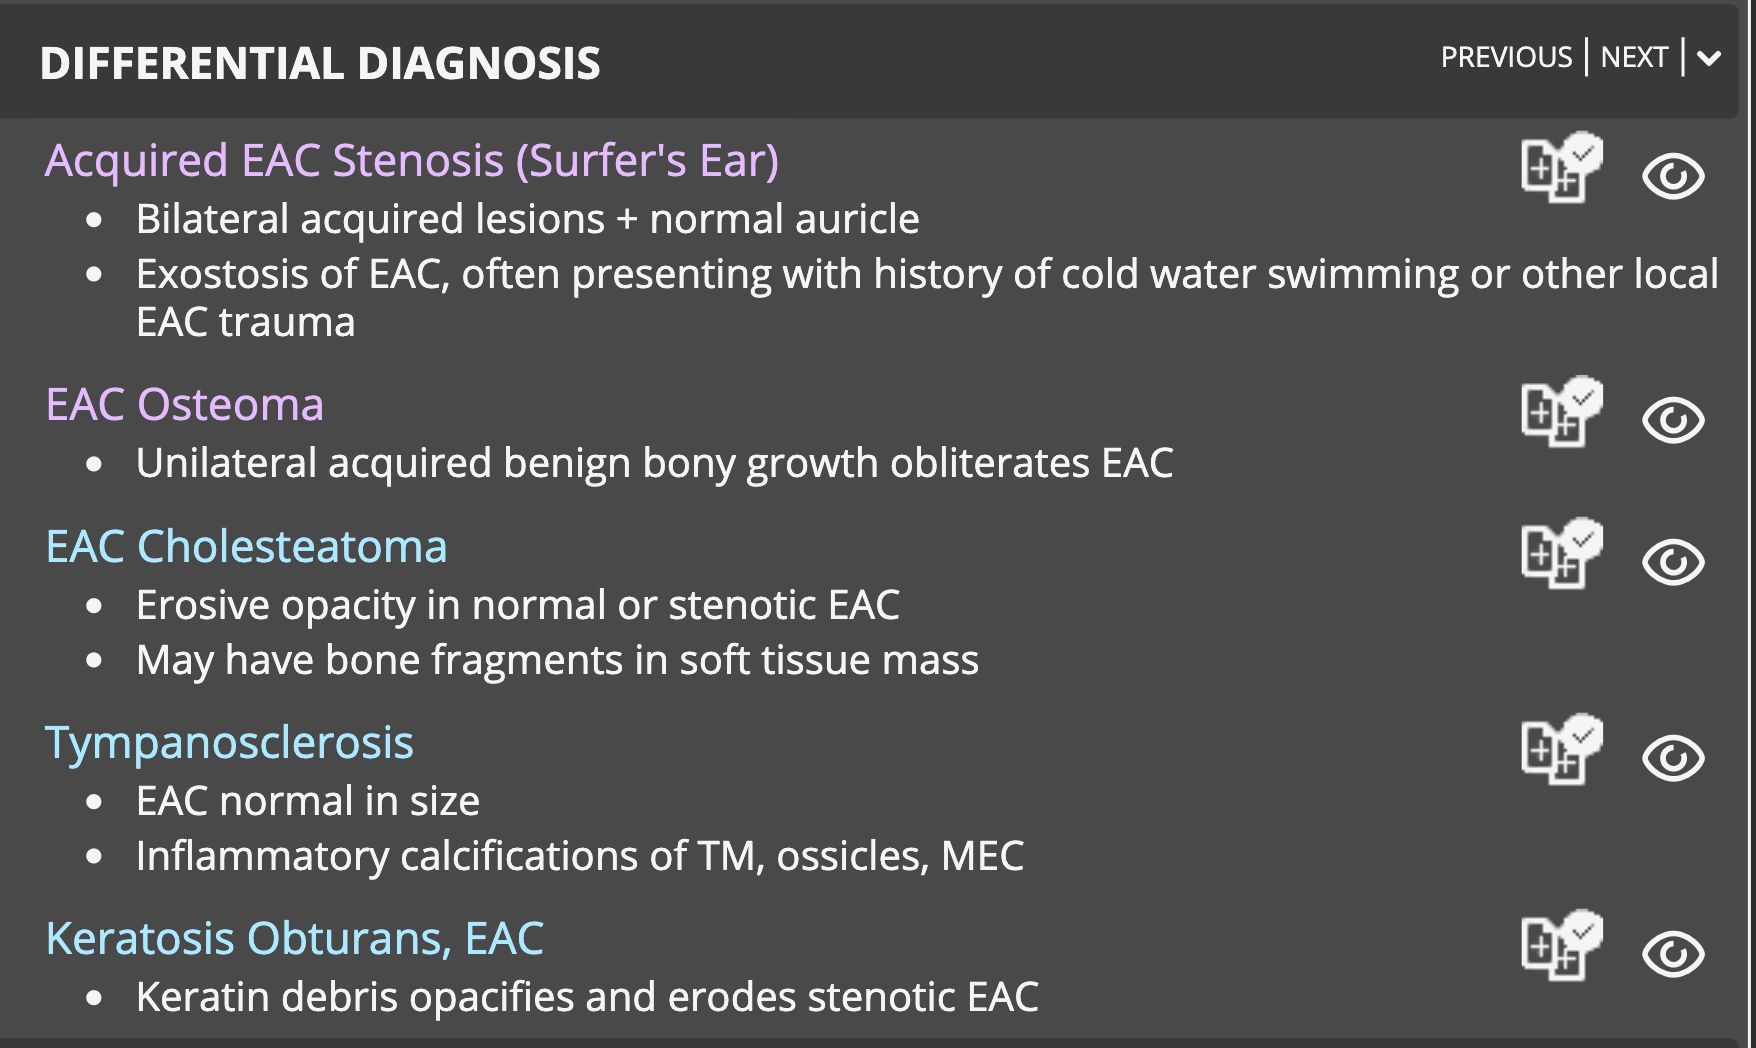 DIFFERENTIAL DIAGNOSIS
PREVIOUS | NEXT |
Acquired EAC Stenosis (Surfer's Ear)
• Bilateral acquired lesions + normal auricle
• Exostosis of EAC, often presenting with history of cold water swimming or other local
EAC trauma
EAC Osteoma
• Unilateral acquired benign bony growth obliterates EAC
EAC Cholesteatoma
• Erosive opacity in normal or stenotic EAC
• May have bone fragments in soft tissue mass
Tympanosclerosis
• EAC normal in size
• Inflammatory calcifications of TM, ossicles, MEC
Keratosis Obturans, EAC
• Keratin debris opacifies and erodes stenotic EAC